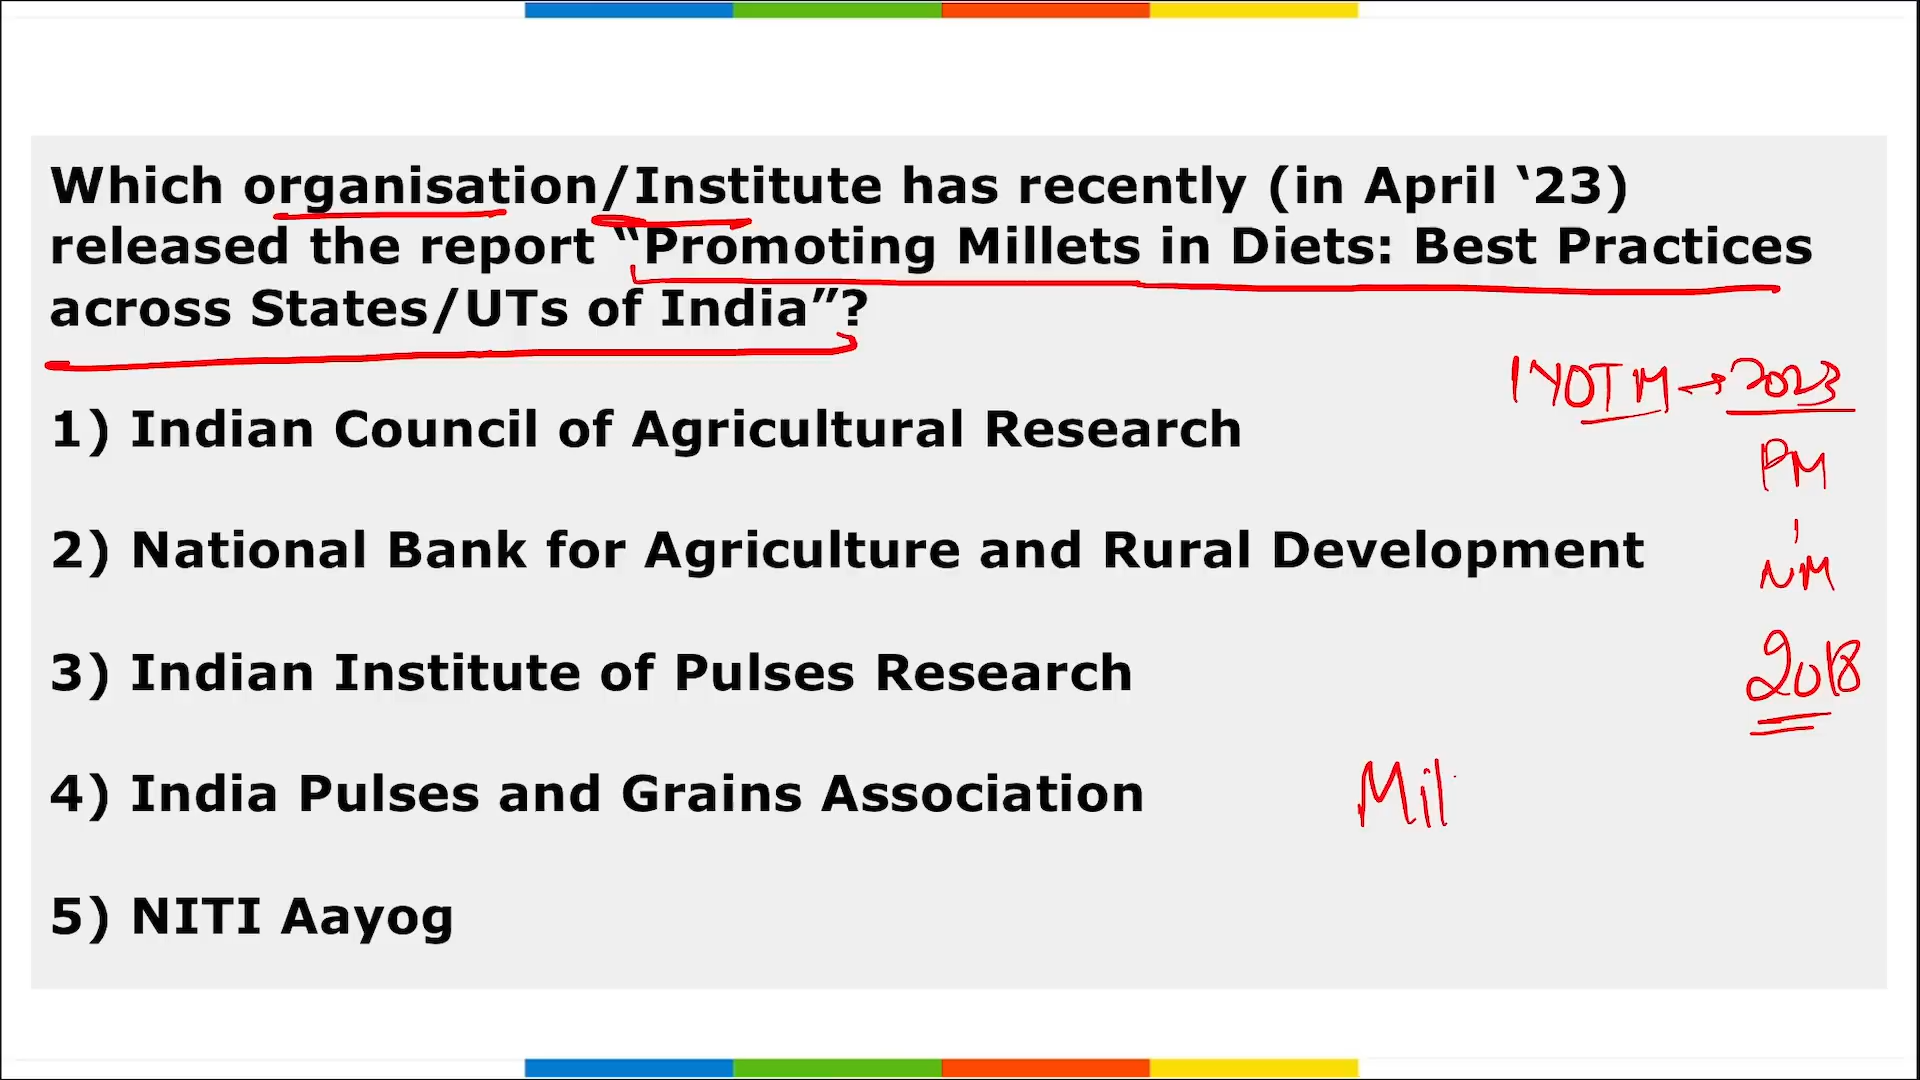 Which organisation/Institute has recently (in April ‘23)
released the report “Promoting Millets in Diets: Best Practices
across States/UTs of India”?
IYOTM → 2023
1) Indian Council of Agricultural Research
PM
2) National Bank for Agriculture and Rural Development
NM
3) Indian Institute of Pulses Research
2018
4) India Pulses and Grains Association
Mil
5) NITI Aayog